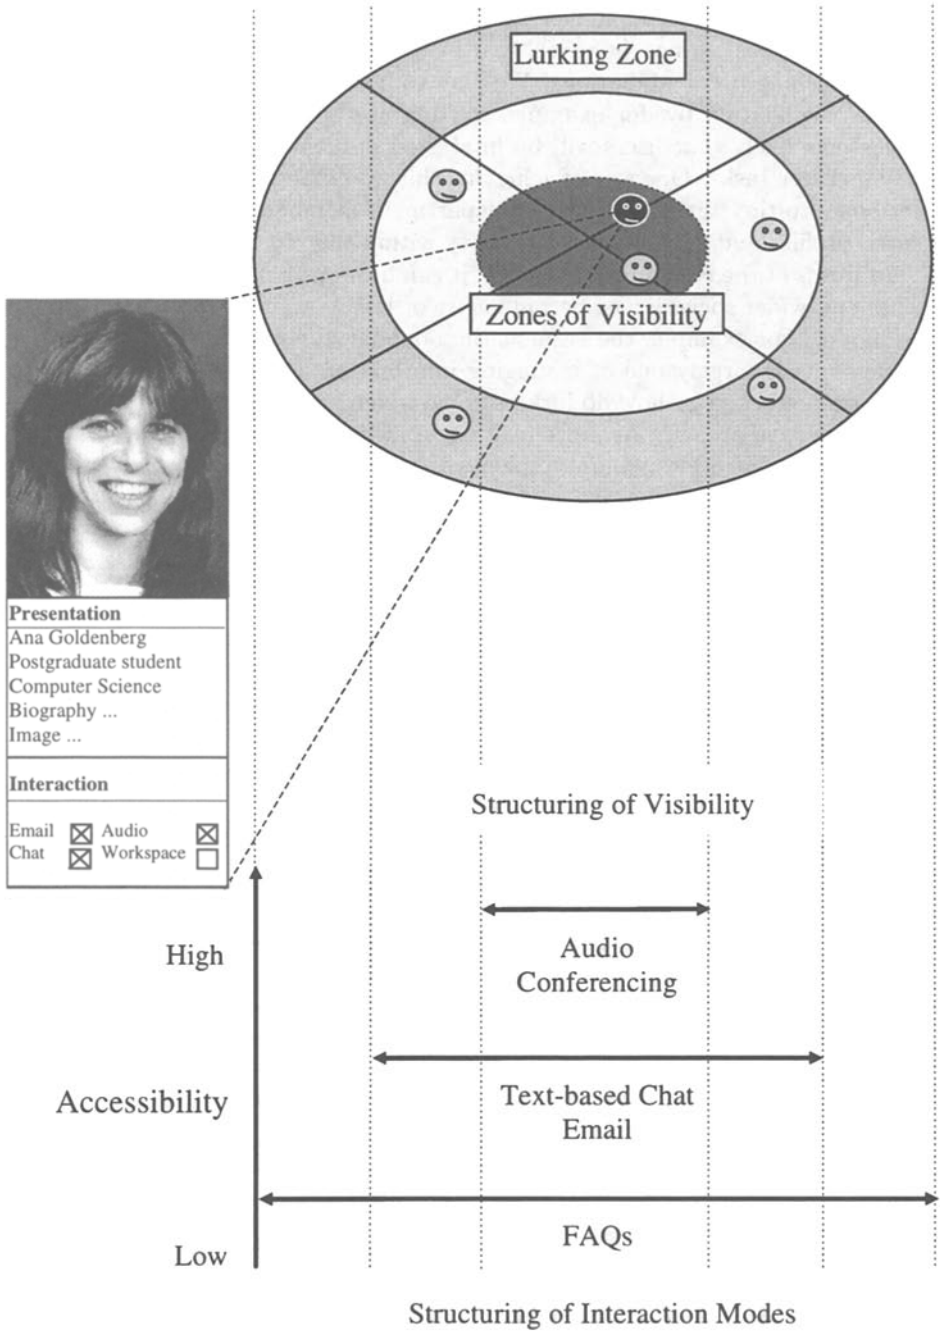 Lurking Zone
Zones of Visibility
Presentation
Ana Goldenberg
Postgraduate student
Computer Science
Biography ...
Image ...
Interaction
Email Audio
Chat Workspace
Structuring of Visibility
High
Audio
Conferencing
Accessibility
Text-based Chat
Email
FAQs
Low
Structuring of Interaction Modes